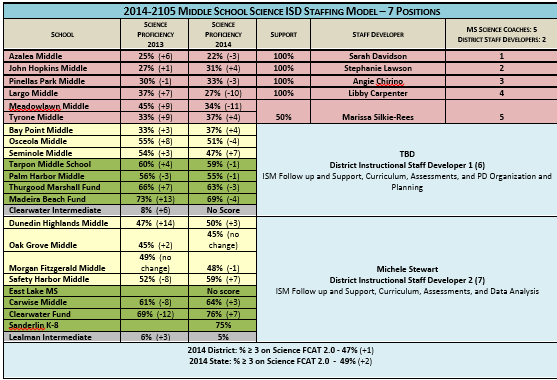 2014-2105 MIDDLE SCHOOL SCIENCE ISD STAFFING MODEL – 7 POSITIONS
SCHOOL SCIENCE PROFICIENCY 2013 SCIENCE PROFICIENCY 2014 SUPPORT STAFF DEVELOPER MS SCIENCE COACHES: 5 DISTRICT STAFF DEVELOPERS: 2
Azalea Middle 25% (+6) 22% (-3) 100% Sarah Davidson 1
John Hopkins Middle 27% (+1) 31% (+4) 100% Stephanie Lawson 2
Pinellas Park Middle 30% (-1) 33% (-3) 100% Angie Chirino 3
Largo Middle 37% (+7) 27% (-10) 100% Libby Carpenter 4
Meadowlawn Middle 45% (+9) 34% (-11)
Tyrone Middle 33% (+9) 37% (+4) 50% Marissa Silkie-Rees 5
Bay Point Middle 33% (+3) 37% (+4)
Osceola Middle 55% (+8) 51% (-4)
Seminole Middle 54% (+3) 47% (+7)
Tarpon Middle School 60% (+4) 59% (-1)
Palm Harbor Middle 56% (-3) 55% (-1)
Thurgood Marshall Fund 66% (+7) 63% (-3)
Madeira Beach Fund 73% (+13) 69% (-4)
Clearwater Intermediate 8% (+6) No Score
TBD
District Instructional Staff Developer 1 (6)
ISM Follow up and Support, Curriculum, Assessments, and PD Organization and
Planning
Dunedin Highlands Middle 47% (+14) 50% (+3)
Oak Grove Middle 45% (+2) 45% (no change)
Morgan Fitzgerald Middle 49% (no change) 48% (-1)
Safety Harbor Middle 52% (-8) 59% (+7)
East Lake MS No score
Carwise Middle 61% (-8) 64% (+3)
Clearwater Fund 69% (-12) 76% (+7)
Sanderlin K-8 75%
Lealman Intermediate 6% (+3) 5%
Michele Stewart
District Instructional Staff Developer 2 (7)
ISM Follow up and Support, Curriculum, Assessments, and Data Analysis
2014 District: % ≥ 3 on Science FCAT 2.0 - 47% (+1)
2014 State: % ≥ 3 on Science FCAT 2.0 - 49% (+2)